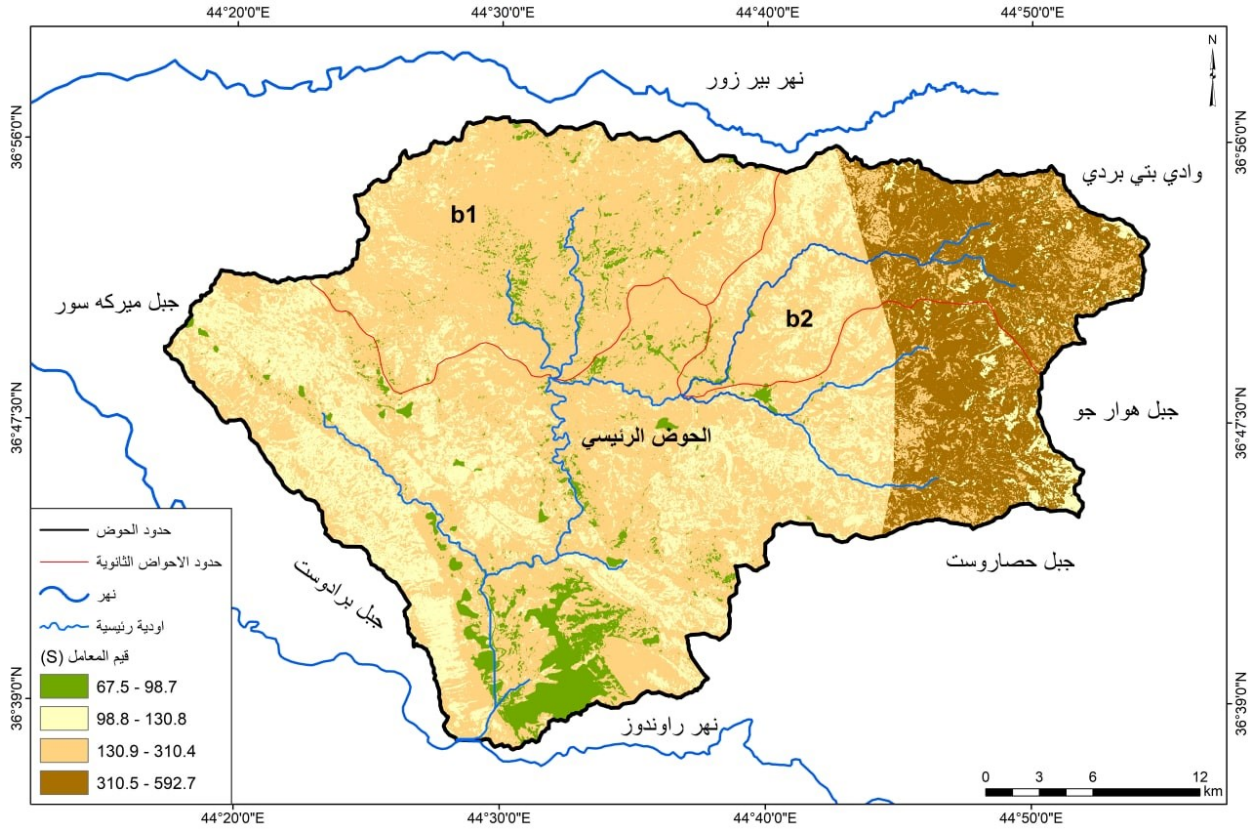 44°20'0"E 44°30'0"E 44°40'0"E 44°50'0"E
N
نهر بير زور
36°56'0"N 36°56'0"N
وادي بتي بردي
b1
جبل ميركه سور
b2
جبل هوار جو
36°47'30"N 36°47'30"N
الحوض الرئيسي
جبل حصاروست
جبل برادوست
نهر راوندوز
36°39'0"N 36°39'0"N
حدود الحوض
حدود الاحواض الثانوية
نهر
اودية رئيسية
قيم المعامل (S)
67.5 - 98.7
98.8 - 130.8
130.9 - 310.4
310.5 - 592.7
0 3 6 12
km
44°20'0"E 44°30'0"E 44°40'0"E 44°50'0"E